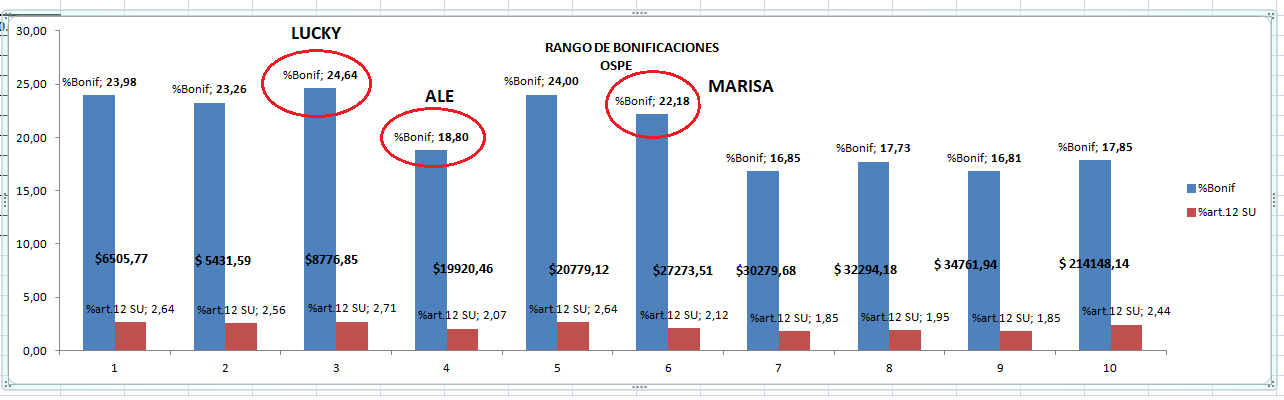 0.
30,00
25,00
20,00
15,00
10,00
5,00
0,00
LUCKY
RANGO DE BONIFICACIONES
OSPE
ALE
MARISA
%Bonif; 23,98
%Bonif; 23,26
%Bonif; 24,64
%Bonif; 18,80
%Bonif; 24,00
%Bonif; 22,18
%Bonif; 16,85
%Bonif; 17,73
%Bonif; 16,81
%Bonif; 17,85
$6505,77
$ 5431,59
$8776,85
$19920,46
$20779,12
$27273,51
$30279,68
$ 32294,18
$ 34761,94
$ 214148,14
%art.12 SU; 2,64
%art.12 SU; 2,56
%art.12 SU; 2,71
%art.12 SU; 2,07
%art.12 SU; 2,64
%art.12 SU; 2,12
%art.12 SU; 1,85
%art.12 SU; 1,95
%art.12 SU; 1,85
%art.12 SU; 2,44
1 2 3 4 5 6 7 8 9 10
%Bonif
%art.12 SU